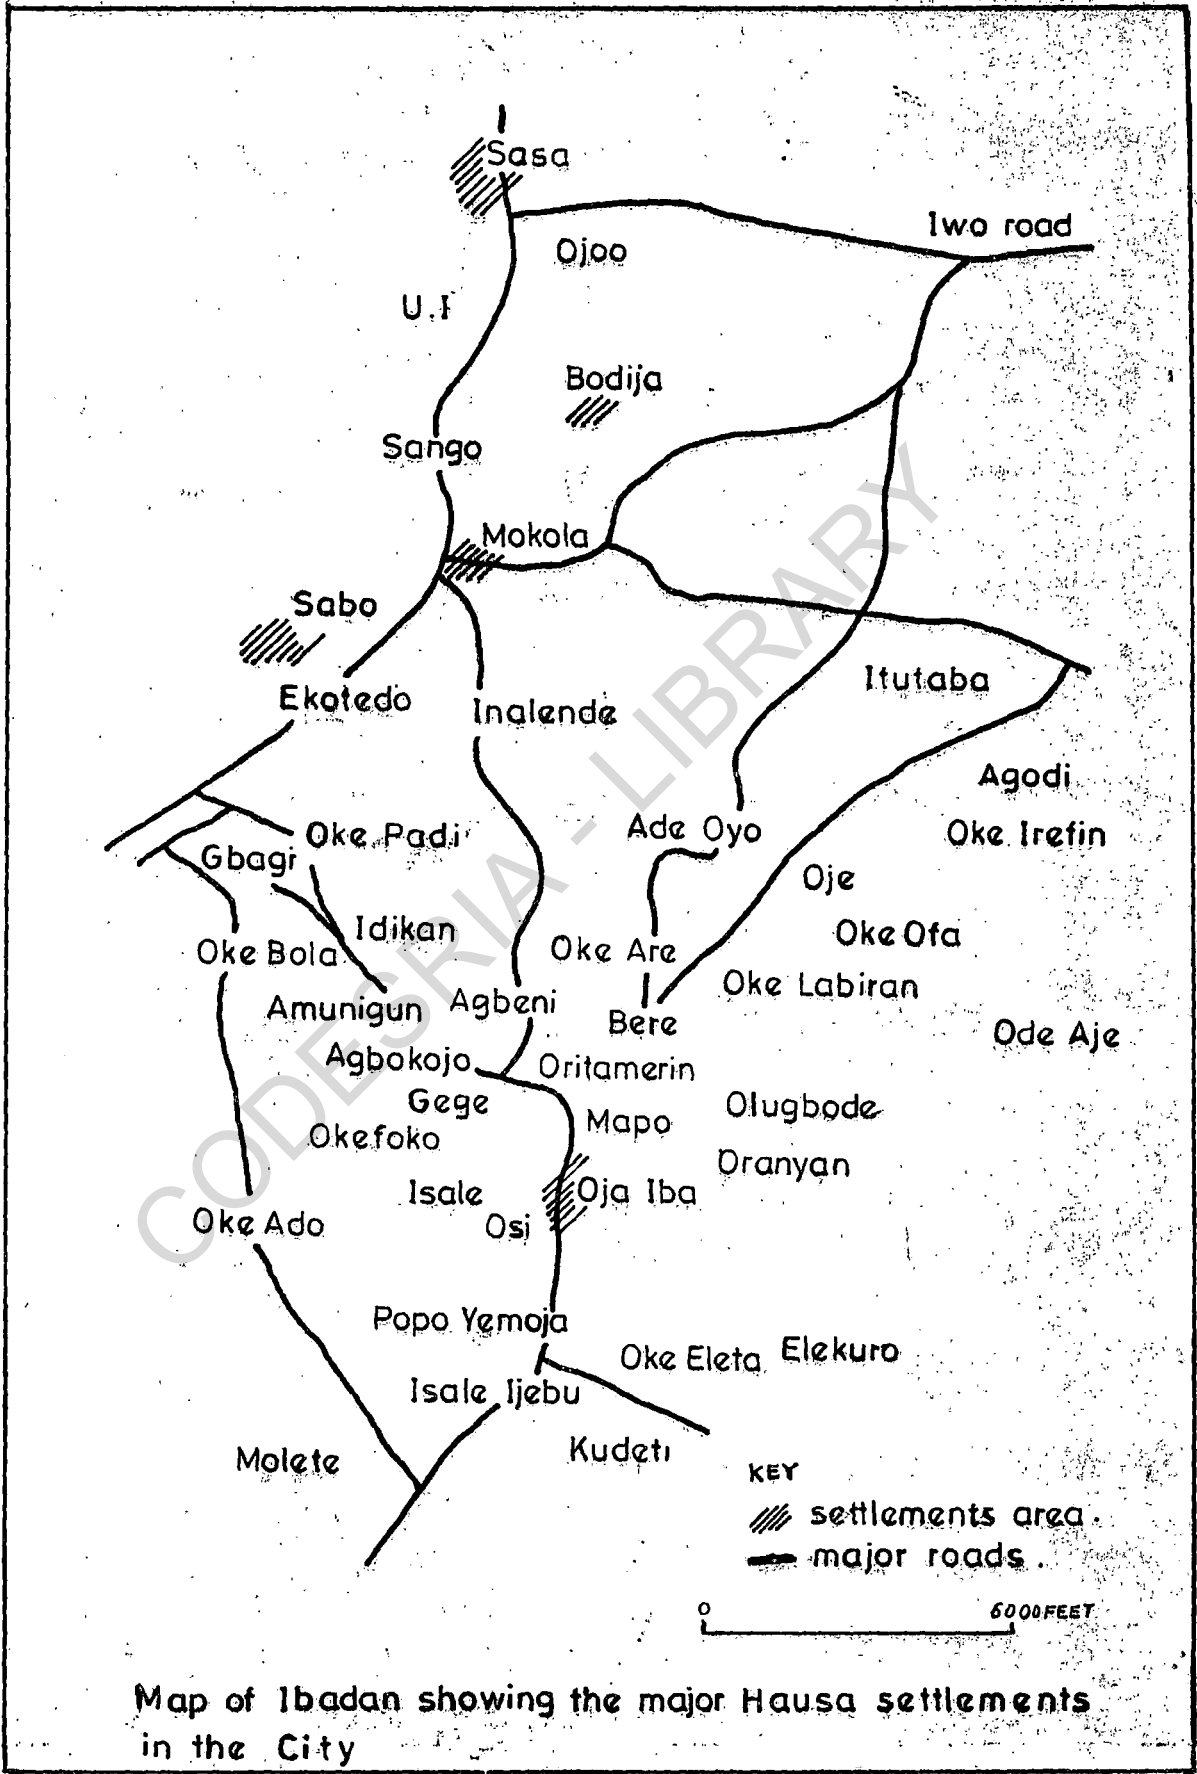 Sasa
Iwo road
Ojoo
U.I
Bodija
Sango
Mokola
Sabo
Itutaba
Ekotedo
Inalende
Agodi
Ade Oyo
Oke Padi
Oke Irefin
Gbagi
Oje
Idikan
Oke Ofa
Oke Bola
Oke Are
Oke Labiran
Amunigun
Agbeni
Bere
Ode Aje
Agbokojo
Oritamerin
Gege
Olugbode
Mapo
Okefoko
Oranyan
Isale
Osi
Oja Iba
Oke Ado
Popo Yemoja
Oke Eleta
Elekuro
Isale Ijebu
Molete
Kudeti
KEY
settlements area.
major roads.
0 6000FEET
Map of Ibadan showing the major Hausa settlements
in the City
CODESRIA - LIBRARY